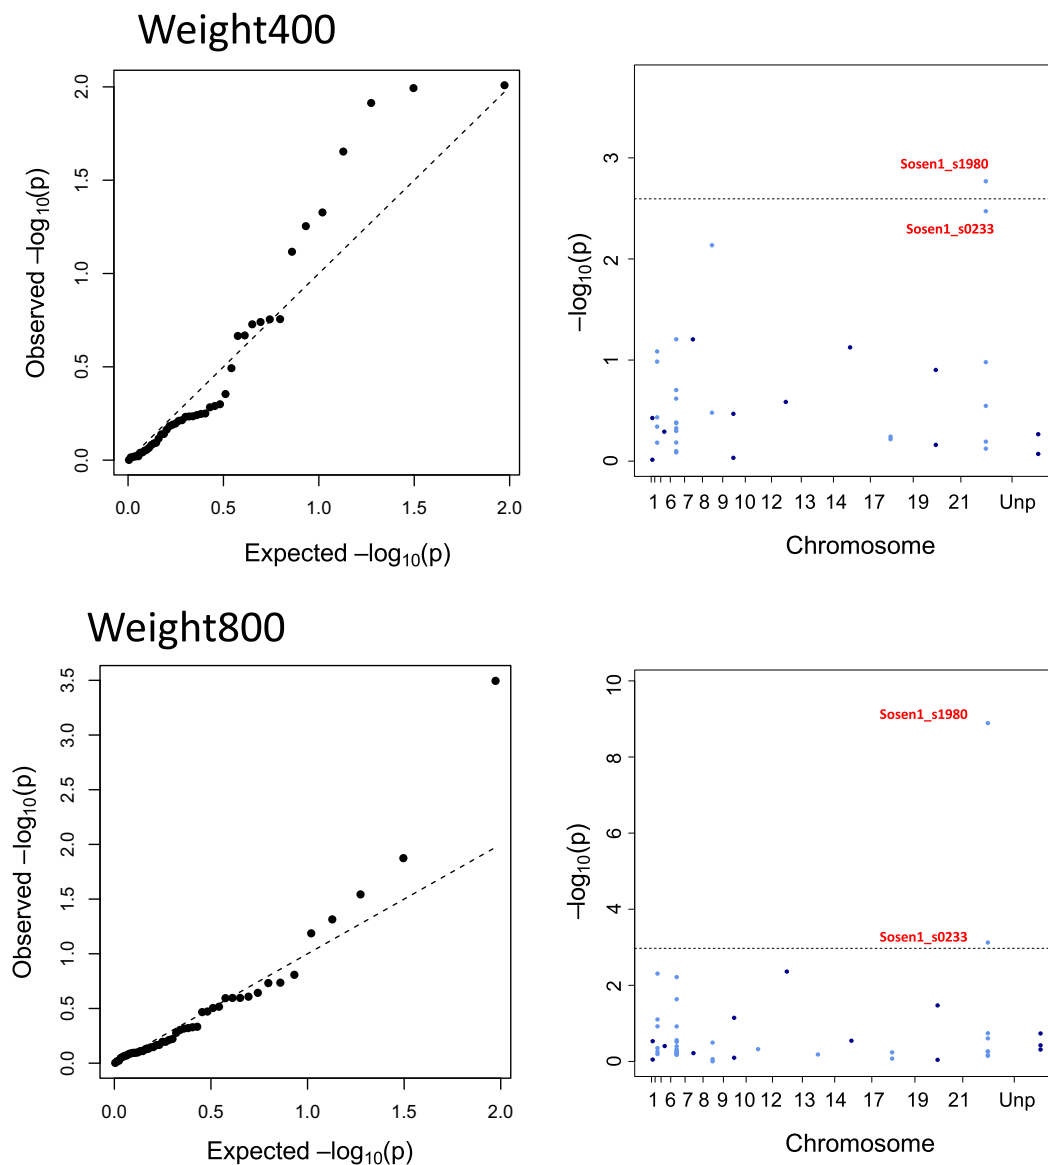 Weight400
Observed –log10(p)
0.0 0.5 1.0 1.5 2.0
0.0 0.5 1.0 1.5 2.0
Expected –log10(p)
–log10(p)
0 1 2 3
Sosen1_s1980
Sosen1_s0233
1 6 7 8 9 10 12 13 14 17 19 21 Unp
Chromosome
Weight800
Observed –log10(p)
0.0 0.5 1.0 1.5 2.0 2.5 3.0 3.5
0.0 0.5 1.0 1.5 2.0
Expected –log10(p)
–log10(p)
0 2 4 6 8 10
Sosen1_s1980
Sosen1_s0233
1 6 7 8 9 10 12 13 14 17 19 21 Unp
Chromosome